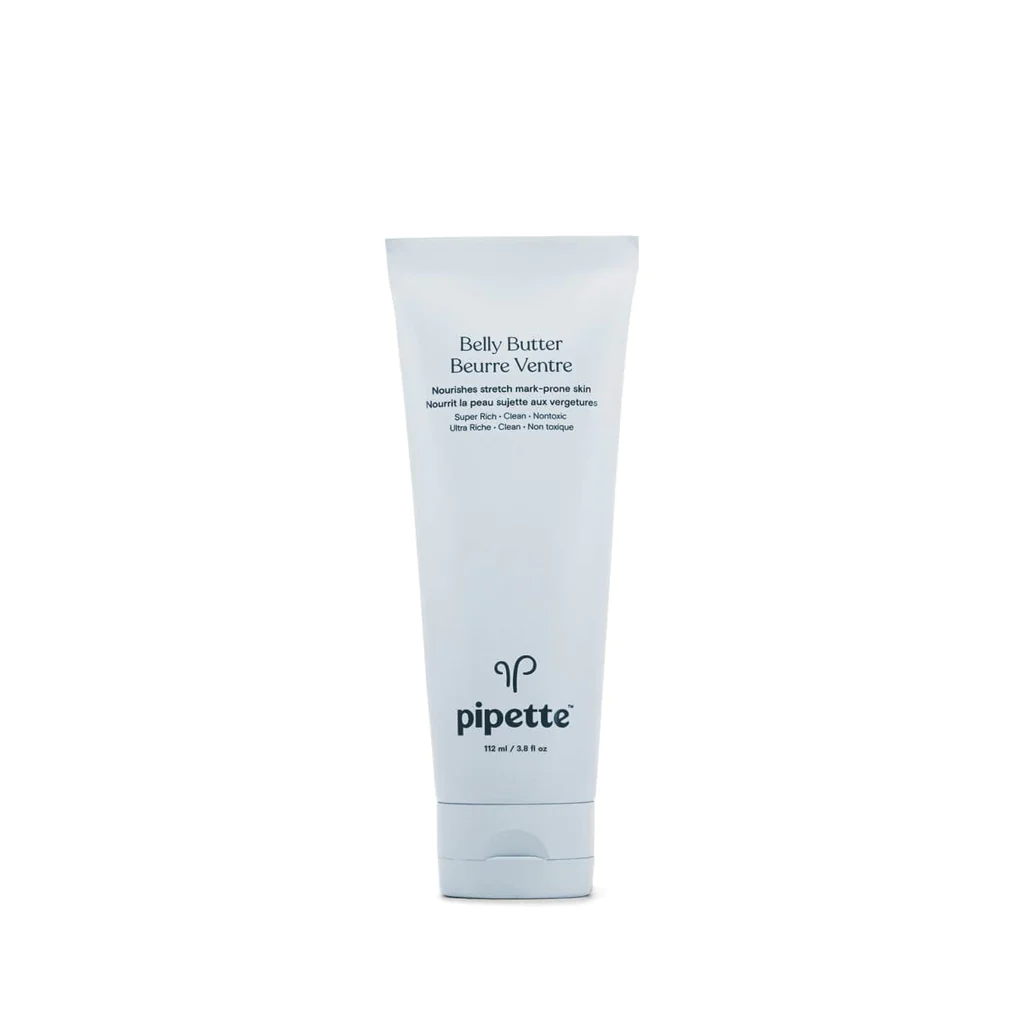 Belly Butter
Beurre Ventre
Nourishes stretch mark-prone skin
Nourrit la peau sujette aux vergetures
Super Rich • Clean • Nontoxic
Ultra Riche • Clean • Non toxique
pipette™
112 ml / 3.8 fl oz